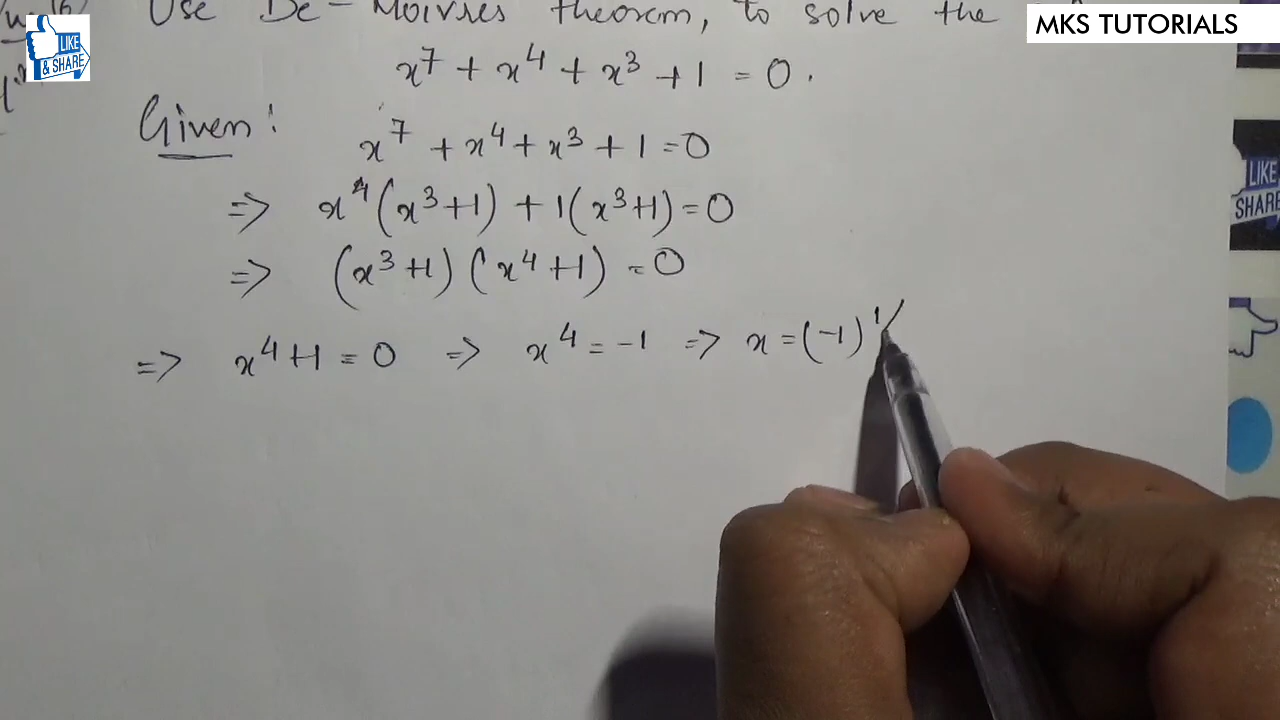 MKS TUTORIALS
LIKE
& SHARE
Use De-Moivres theorem, to solve the
x⁷ + x⁴ + x³ + 1 = 0.
Given:
x⁷ + x⁴ + x³ + 1 = 0
=> x⁴(x³+1) + 1(x³+1) = 0
=> (x³+1) (x⁴+1) = 0
=> x⁴+1 = 0 => x⁴ = -1 => x = (-1)¹/
LIKE
SHARE